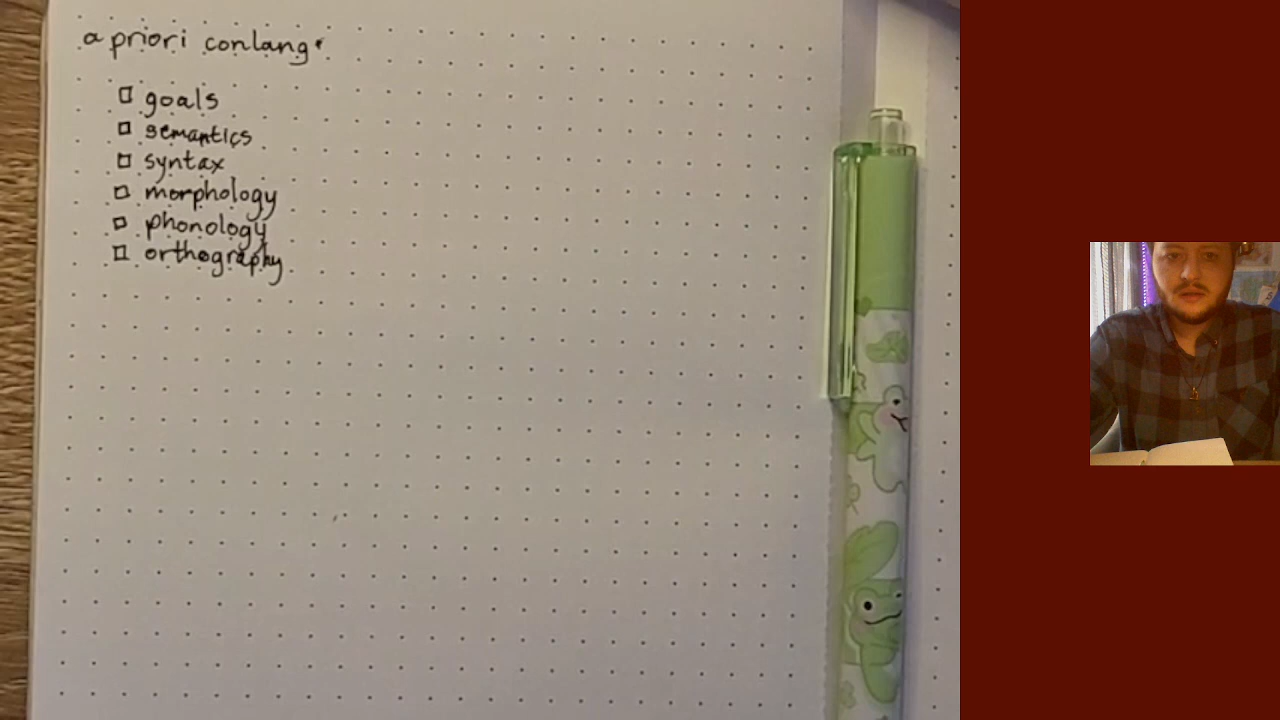 a priori conlang
goals
semantics
syntax
morphology
phonology
orthography